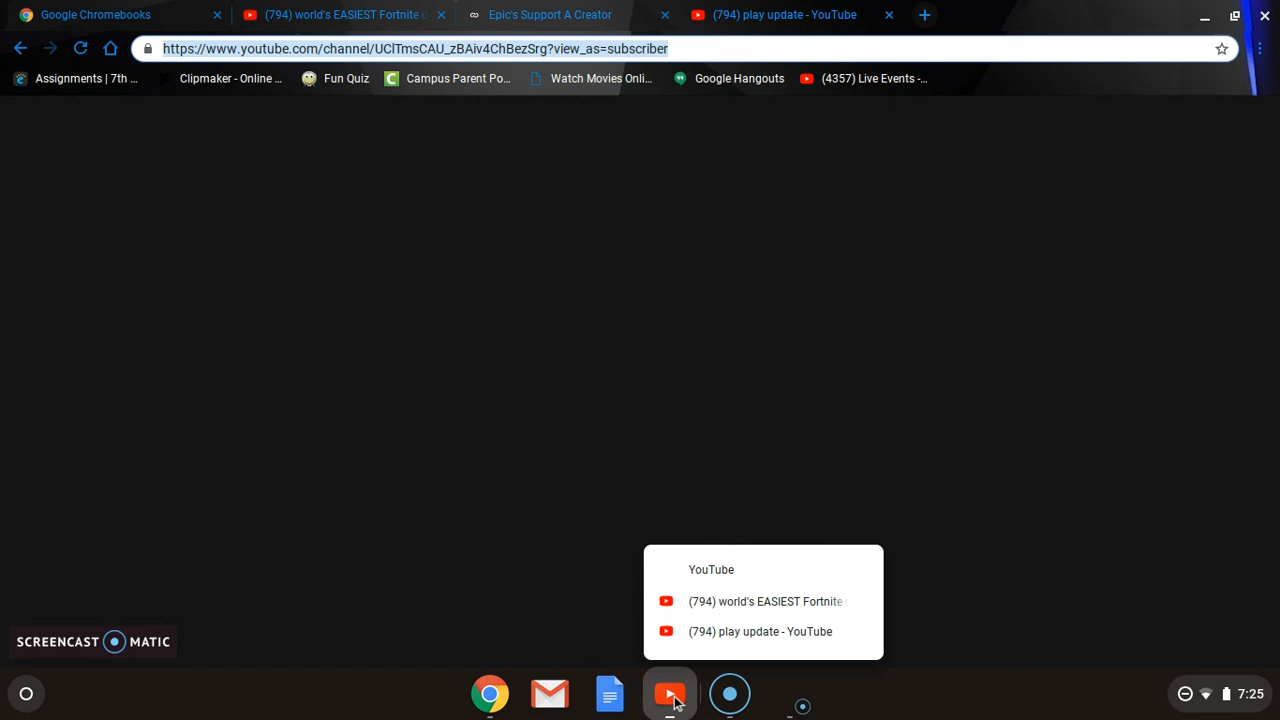 Google Chromebooks
(794) world's EASIEST Fortnite
Epic's Support A Creator
(794) play update - YouTube
https://www.youtube.com/channel/UClTmsCAU_zBAiv4ChBezSrg?view_as=subscriber
Assignments | 7th ...
Clipmaker - Online ...
Fun Quiz
Campus Parent Po...
Watch Movies Onli...
Google Hangouts
(4357) Live Events -...
YouTube
(794) world's EASIEST Fortnite
(794) play update - YouTube
SCREENCAST MATIC
7:25